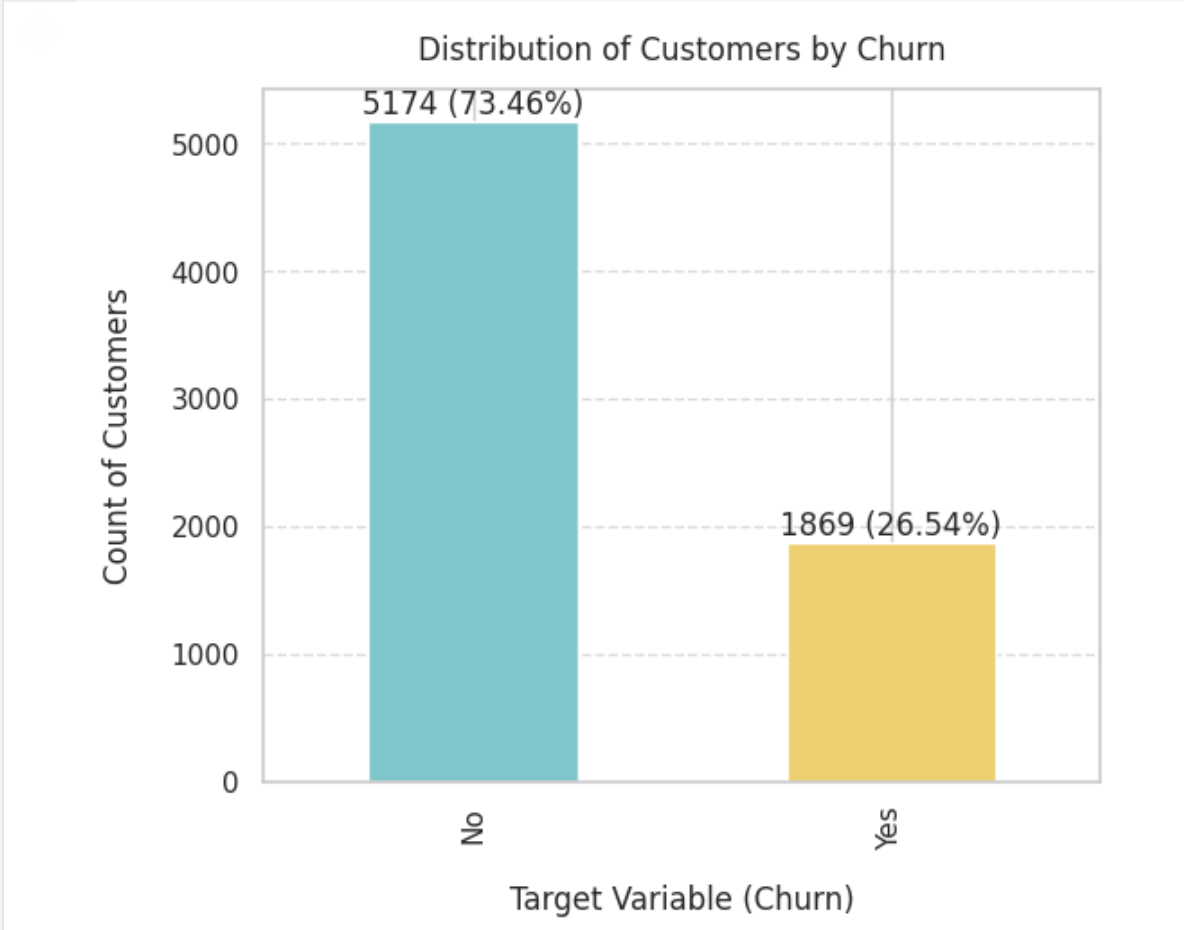 Distribution of Customers by Churn
5174 (73.46%)
5000
4000
3000
2000
1000
0
1869 (26.54%)
Count of Customers
No
Yes
Target Variable (Churn)